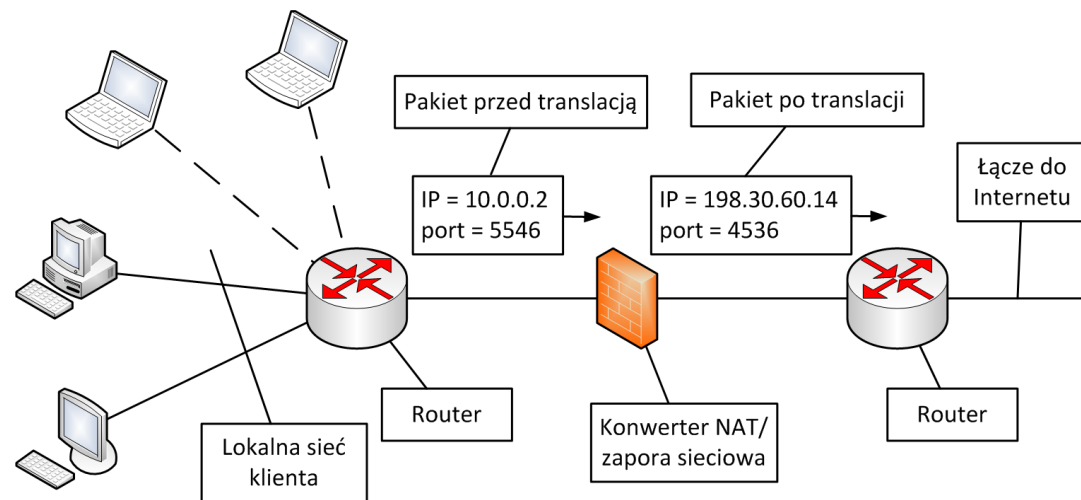 Pakiet przed translacją
Pakiet po translacji
IP = 10.0.0.2
port = 5546
IP = 198.30.60.14
port = 4536
Łącze do
Internetu
Router
Lokalna sieć
klienta
Konwerter NAT/
zapora sieciowa
Router